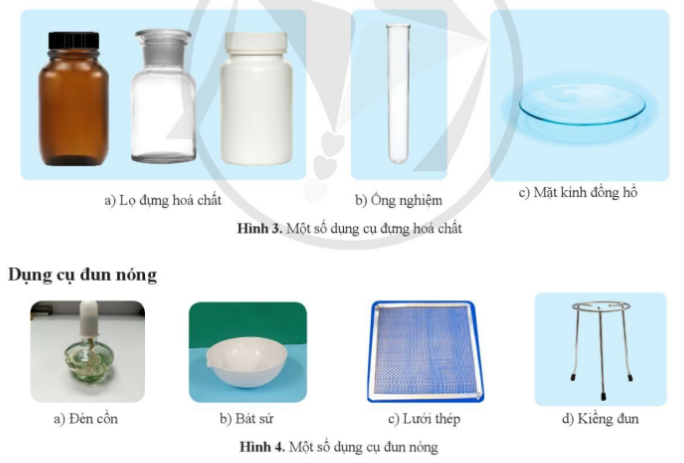 a) Lọ đựng hoá chất
b) Ống nghiệm
c) Mặt kính đồng hồ
Hình 3. Một số dụng cụ đựng hoá chất
Dụng cụ đun nóng
a) Đèn cồn
b) Bát sứ
c) Lưới thép
d) Kiềng đun
Hình 4. Một số dụng cụ đun nóng